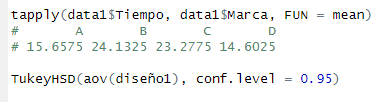 tapply(data1$Tiempo, data1$Marca, FUN = mean)
#       A       B       C       D
# 15.6575 24.1325 23.2775 14.6025
TukeyHSD(aov(diseño1), conf.level = 0.95)